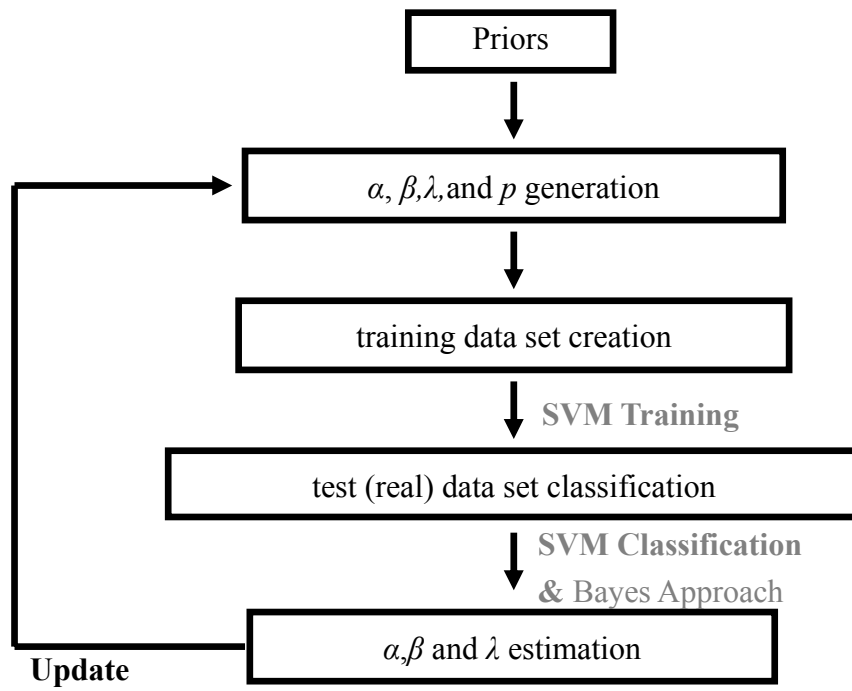 Priors
α, β,λ,and p generation
training data set creation
SVM Training
test (real) data set classification
SVM Classification
& Bayes Approach
α,β and λ estimation
Update